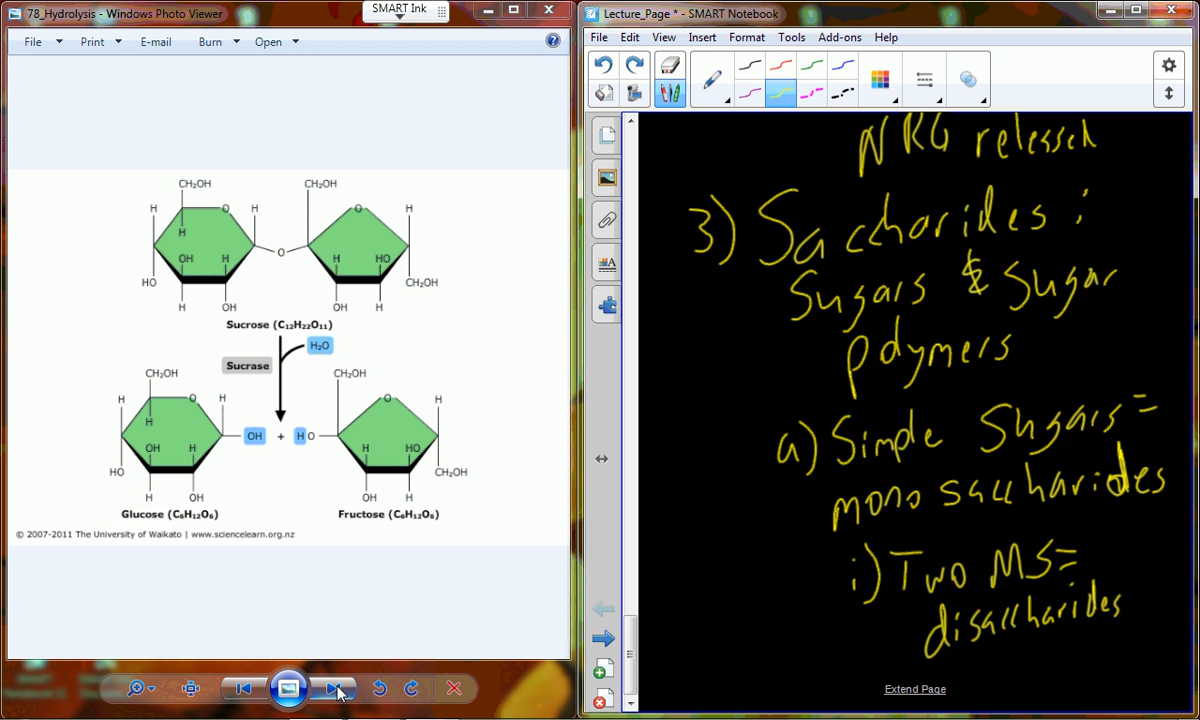 78_Hydrolysis - Windows Photo Viewer
SMART Ink
File Print E-mail Burn Open
CH₂OH CH₂OH
H O H O H
H
OH H H HO
HO O CH₂OH
H OH OH H
Sucrose (C₁₂H₂₂O₁₁)
H₂O
Sucrase
CH₂OH CH₂OH
H O H O H
H
OH + H O
OH H H HO
HO CH₂OH
H OH OH H
Glucose (C₆H₁₂O₆) Fructose (C₆H₁₂O₆)
© 2007-2011 The University of Waikato | www.sciencelearn.org.nz
Lecture_Page * - SMART Notebook
File Edit View Insert Format Tools Add-ons Help
NRG released
3) Saccharides :
Sugars & Sugar
polymers
a) Simple Sugars =
monosaccharides
i) Two MS =
disaccharides
Extend Page